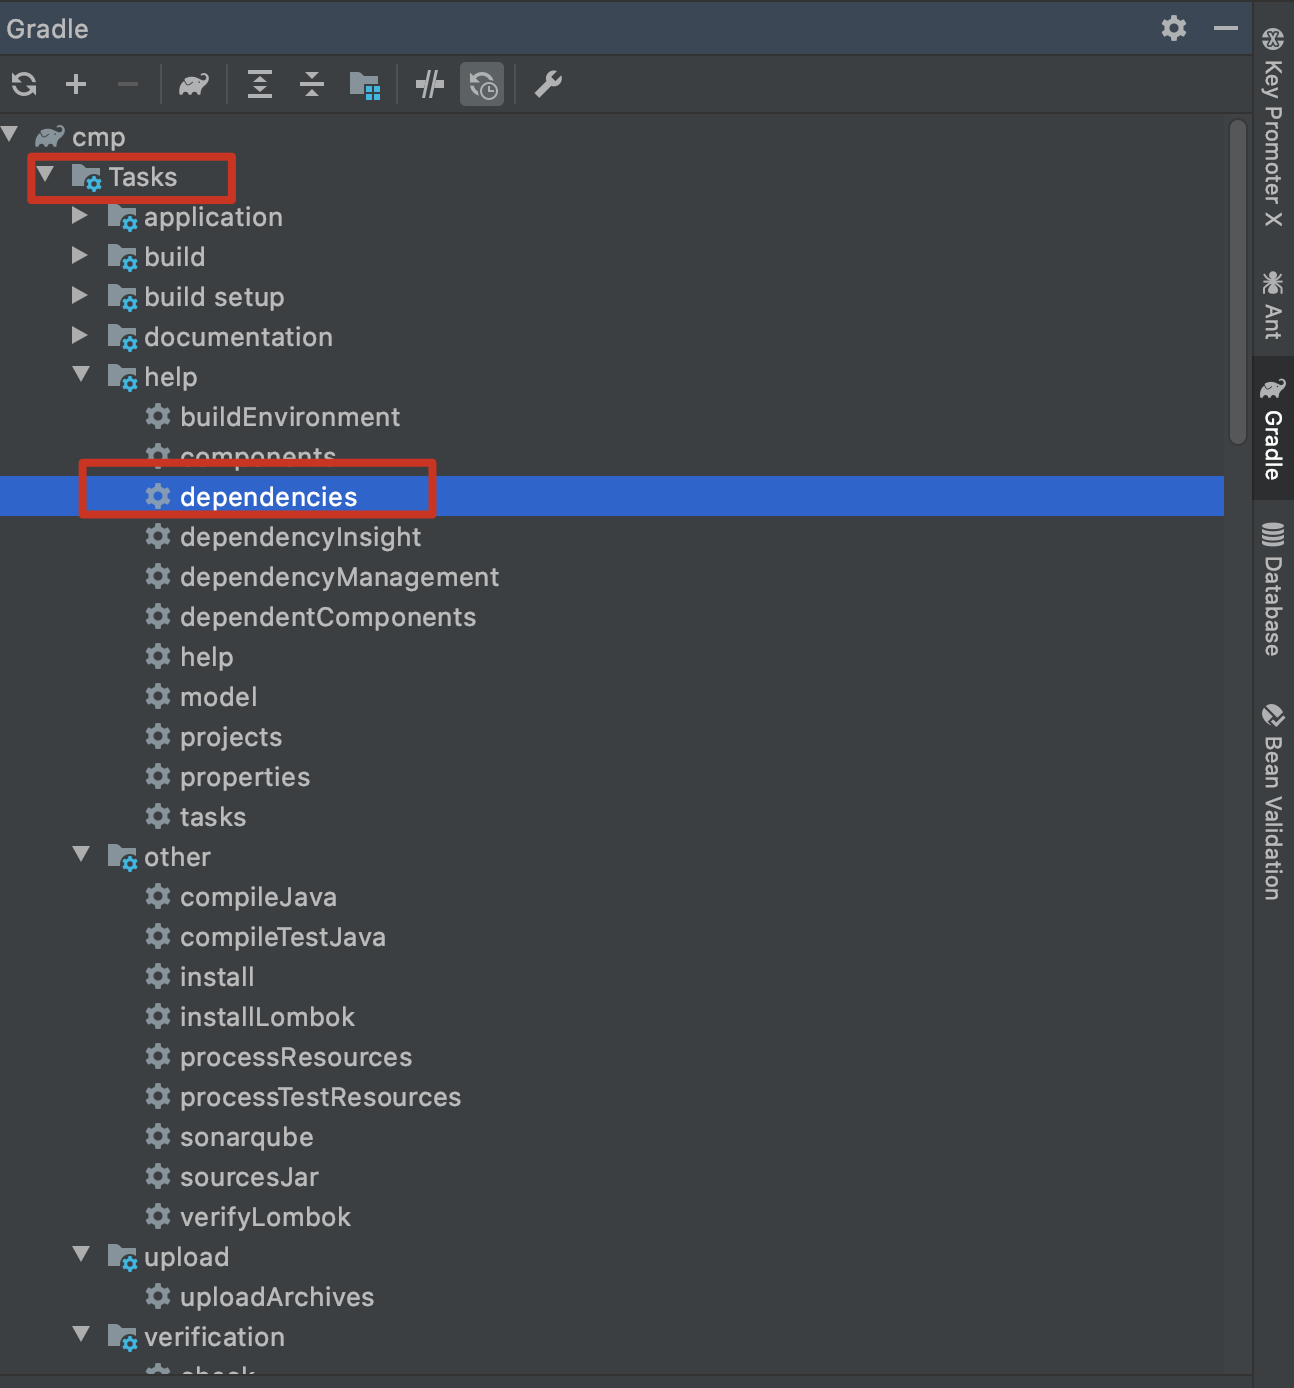 Gradle
cmp
Tasks
application
build
build setup
documentation
help
buildEnvironment
components
dependencies
dependencyInsight
dependencyManagement
dependentComponents
help
model
projects
properties
tasks
other
compileJava
compileTestJava
install
installLombok
processResources
processTestResources
sonarqube
sourcesJar
verifyLombok
upload
uploadArchives
verification
check
Key Promoter X
Ant
Gradle
Database
Bean Validation